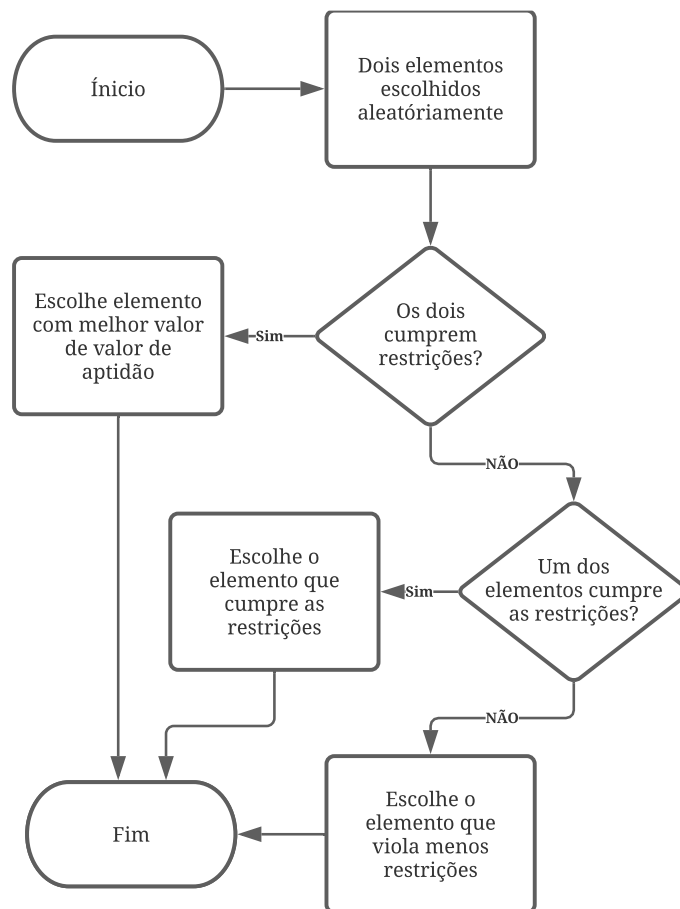 Ínicio
Dois elementos
escolhidos
aleatóriamente
Os dois
cumprem
restrições?
Sim
Escolhe elemento
com melhor valor
de valor de
aptidão
NÃO
Um dos
elementos cumpre
as restrições?
Sim
Escolhe o
elemento que
cumpre as
restrições
NÃO
Escolhe o
elemento que
viola menos
restrições
Fim